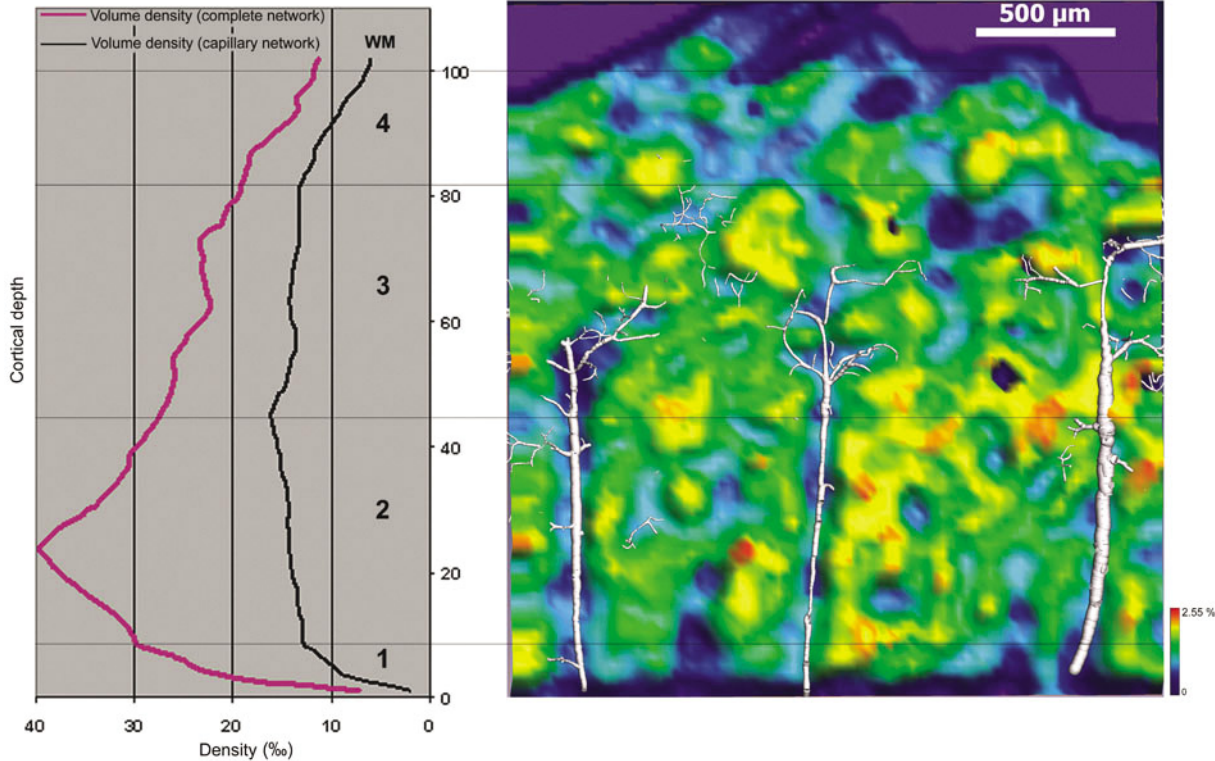 Volume density (complete network)
Volume density (capillary network)
WM
100
4
80
3
60
40
2
20
1
0
40 30 20 10 0
Density (‰)
Cortical depth
500 µm
2.55 %
0